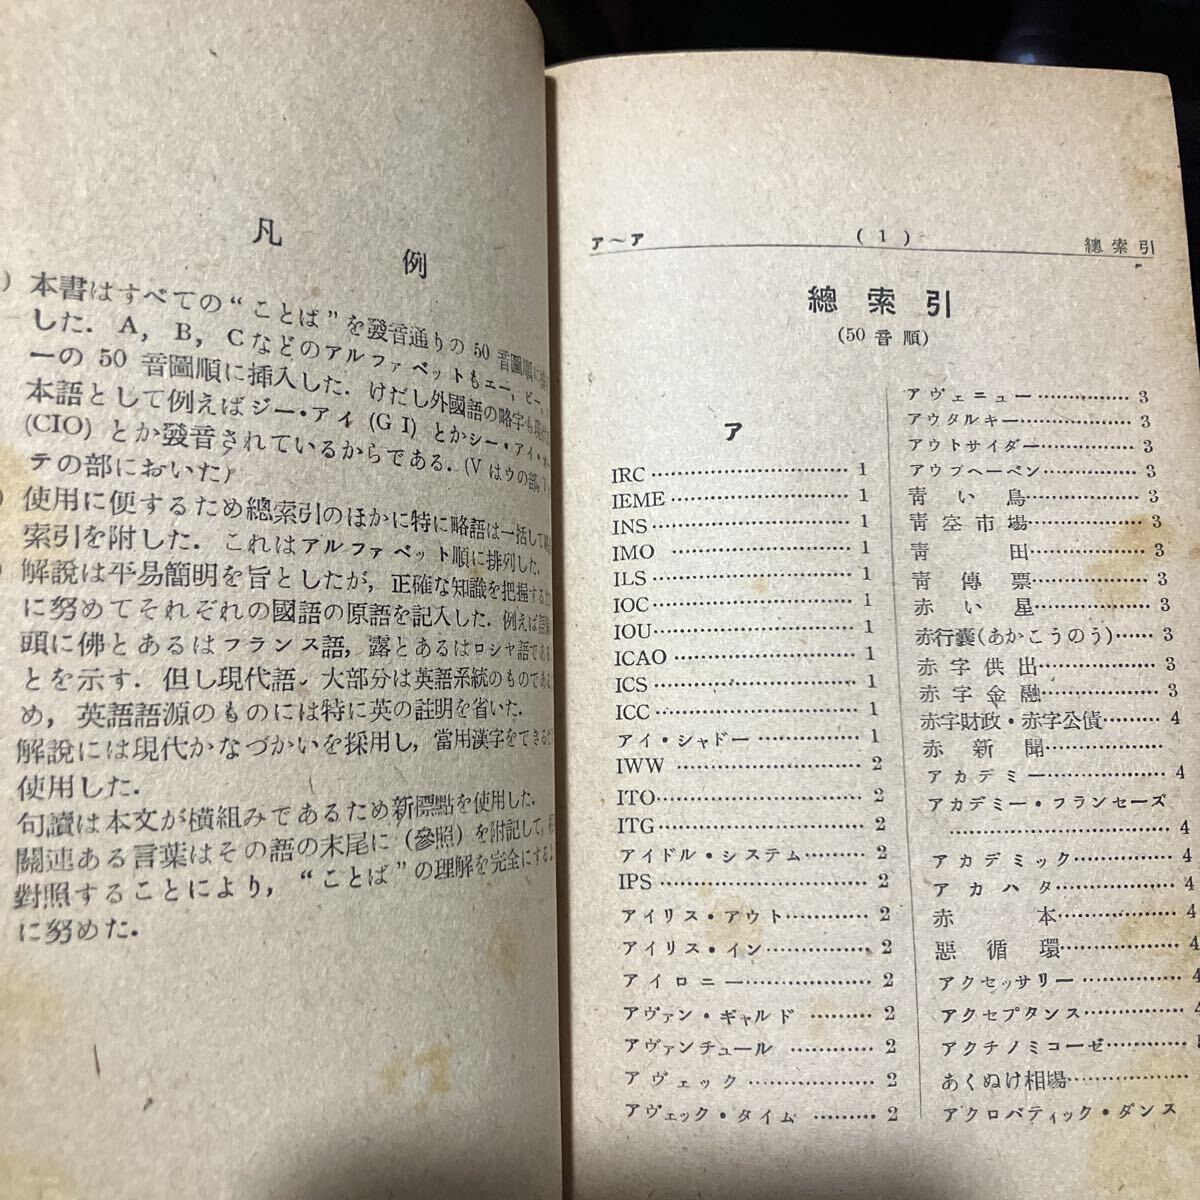 凡例
) 本書はすべての“ことば”を發音通りの 50 音圖順に
した. A, B, Cなどのアルファベットもエー, ビー,
ーの 50 音圖順に挿入した. けだし外國語の略字も現
本語として例えばジー・アイ (GI) とかシー・アイ・
(CIO) とか發音されているからである. (Vはウの部,
テの部においた)
) 使用に便するため總索引のほかに特に略語は一括して
索引を附した. これはアルファベット順に排列した.
) 解說は平易簡明を旨としたが, 正確な知識を把握する
に努めてそれぞれの國語の原語を記入した. 例えば語
頭に佛とあるはフランス語, 露とあるはロシヤ語である
とを示す. 但し現代語, 大部分は英語系統のものである
め, 英語語源のものには特に英の註明を省いた.
解說には現代かなづかいを採用し, 當用漢字をできる
使用した.
句讀は本文が橫組みであるため新標點を使用した.
關連ある言葉はその語の末尾に (參照) を附記して,
對照することにより, “ことば”の理解を完全にする
に努めた.
ア〜ア (1) 總索引
總索引
(50 音順)
ア
IRC 1
IEME 1
INS 1
IMO 1
ILS 1
IOC 1
IOU 1
ICAO 1
ICS 1
ICC 1
アイ・シャドー 1
IWW 2
ITO 2
ITG 2
アイドル・システム 2
IPS 2
アイリス・アウト 2
アイリス・イン 2
アイロニー 2
アヴァン・ギャルド 2
アヴァンチュール 2
アヴェック 2
アヴェック・タイム 2
アヴェニュー 3
アウタルキー 3
アウトサイダー 3
アウフヘーベン 3
靑い鳥 3
靑空市場 3
靑田 3
靑傳票 3
赤い星 3
赤行囊(あかこうのう) 3
赤字供出 3
赤字金融 3
赤字財政・赤字公債 4
赤新聞
アカデミー 4
アカデミー・フランセーズ
4
アカデミック 4
アカハタ 4
赤本 4
惡循環 4
アクセッサリー 4
アクセプタンス 4
アクチノミコーゼ
あくぬけ相場
アクロバティック・ダンス